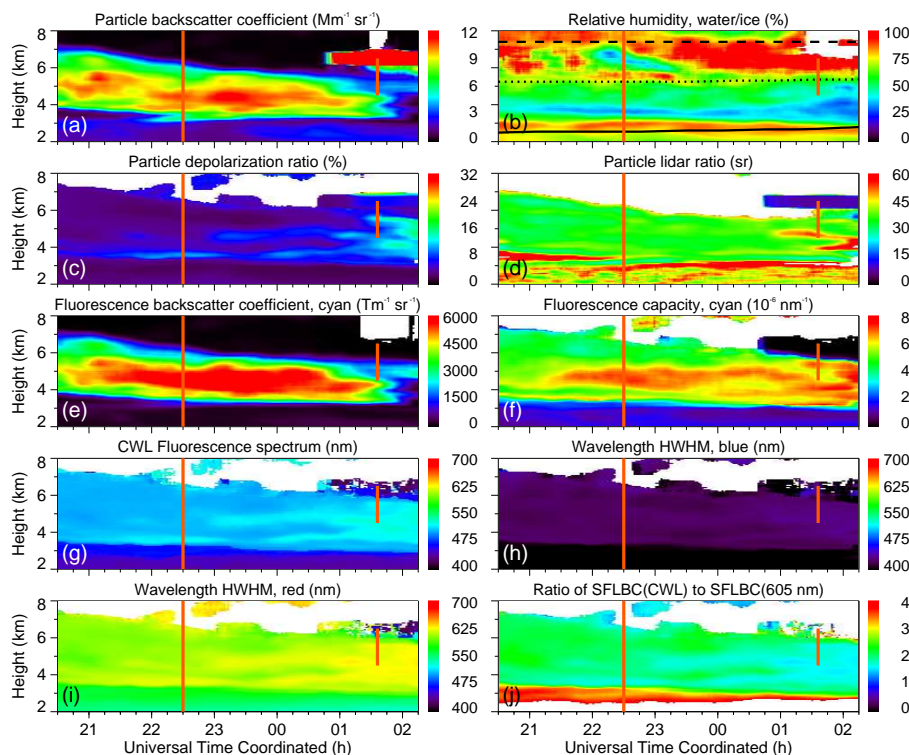 Particle backscatter coefficient (Mm⁻¹ sr⁻¹)
Height (km)
8
6
4
2
(a)
12
9
6
3
0
Relative humidity, water/ice (%)
(b)
100
75
50
25
0
Particle depolarization ratio (%)
Height (km)
8
6
4
2
(c)
32
24
16
8
0
Particle lidar ratio (sr)
(d)
60
45
30
15
0
Fluorescence backscatter coefficient, cyan (Tm⁻¹ sr⁻¹)
Height (km)
8
6
4
2
(e)
6000
4500
3000
1500
0
Fluorescence capacity, cyan (10⁻⁶ nm⁻¹)
(f)
8
6
4
2
0
CWL Fluorescence spectrum (nm)
Height (km)
8
6
4
2
(g)
700
625
550
475
400
Wavelength HWHM, blue (nm)
(h)
700
625
550
475
400
Wavelength HWHM, red (nm)
Height (km)
8
6
4
2
(i)
700
625
550
475
400
21 22 23 00 01 02
Universal Time Coordinated (h)
Ratio of SFLBC(CWL) to SFLBC(605 nm)
(j)
4
3
2
1
0
21 22 23 00 01 02
Universal Time Coordinated (h)